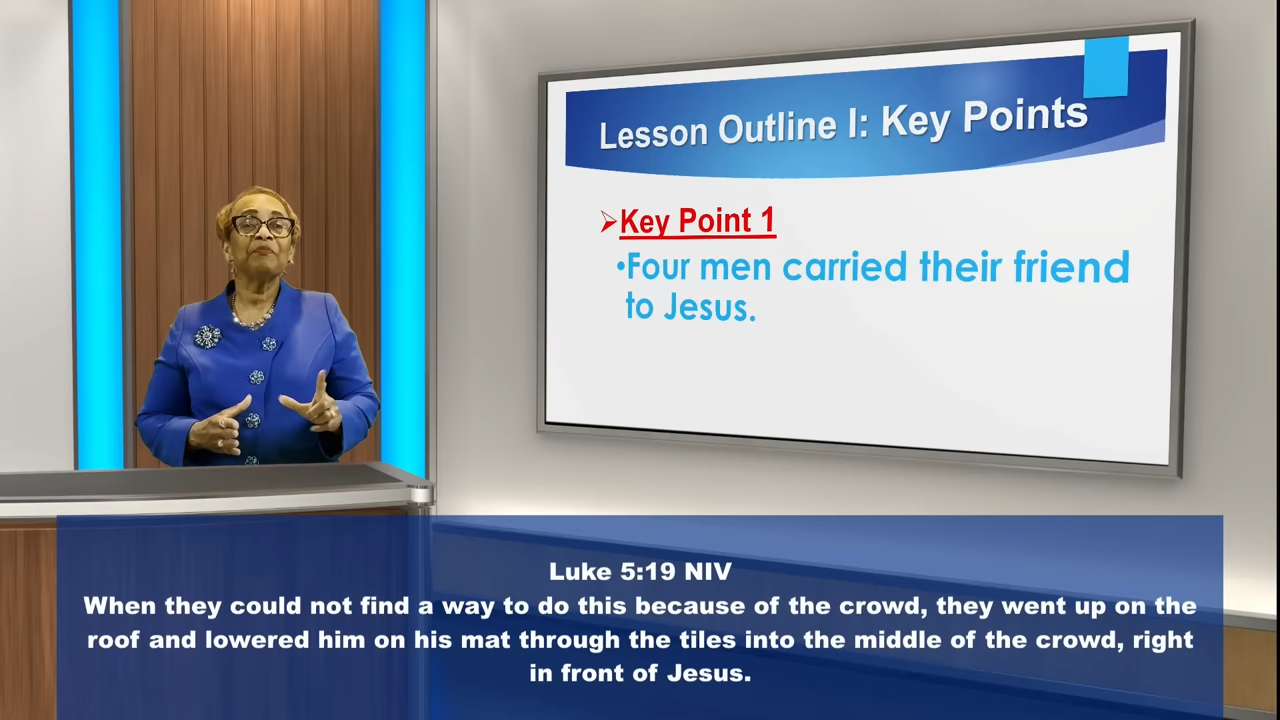 Lesson Outline I: Key Points
➢Key Point 1
•Four men carried their friend
to Jesus.
Luke 5:19 NIV
When they could not find a way to do this because of the crowd, they went up on the
roof and lowered him on his mat through the tiles into the middle of the crowd, right
in front of Jesus.